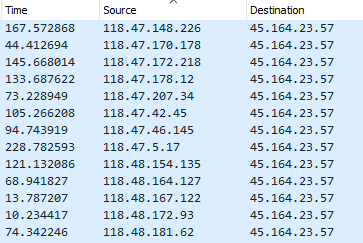 Time Source Destination
167.572868 118.47.148.226 45.164.23.57
44.412694 118.47.170.178 45.164.23.57
145.668014 118.47.172.218 45.164.23.57
133.687622 118.47.178.12 45.164.23.57
73.228949 118.47.207.34 45.164.23.57
105.266208 118.47.42.45 45.164.23.57
94.743919 118.47.46.145 45.164.23.57
228.782593 118.47.5.17 45.164.23.57
121.132086 118.48.154.135 45.164.23.57
68.941827 118.48.164.127 45.164.23.57
13.787207 118.48.167.122 45.164.23.57
10.234417 118.48.172.93 45.164.23.57
74.342246 118.48.181.62 45.164.23.57